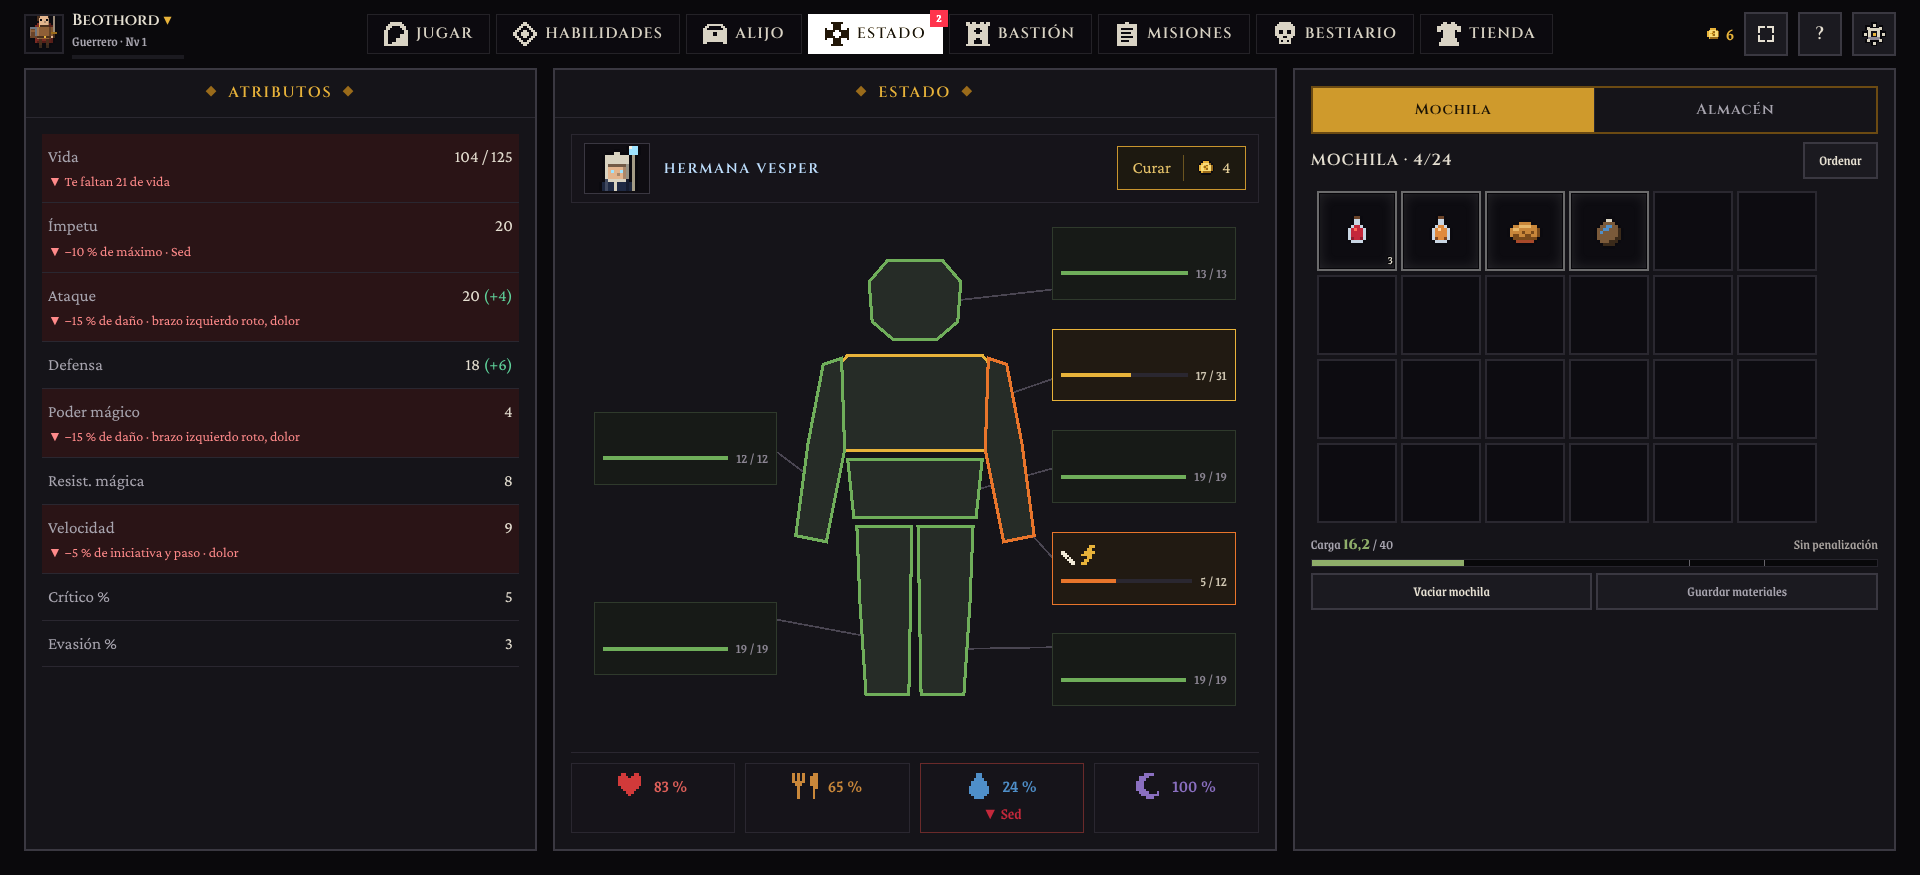 Beothord ▼
Guerrero · Nv 1
JUGAR
HABILIDADES
ALIJO
ESTADO
2
BASTIÓN
MISIONES
BESTIARIO
TIENDA
6
?
ATRIBUTOS
Vida 104 / 125
▼ Te faltan 21 de vida
Ímpetu 20
▼ −10 % de máximo · Sed
Ataque 20 (+4)
▼ −15 % de daño · brazo izquierdo roto, dolor
Defensa 18 (+6)
Poder mágico 4
▼ −15 % de daño · brazo izquierdo roto, dolor
Resist. mágica 8
Velocidad 9
▼ −5 % de iniciativa y paso · dolor
Crítico % 5
Evasión % 3
ESTADO
HERMANA VESPER
Curar 4
13 / 13
17 / 31
12 / 12
19 / 19
5 / 12
19 / 19
19 / 19
83 %
65 %
24 %
▼ Sed
100 %
Mochila
Almacén
MOCHILA · 4/24
Ordenar
3
Carga 16,2 / 40
Sin penalización
Vaciar mochila
Guardar materiales